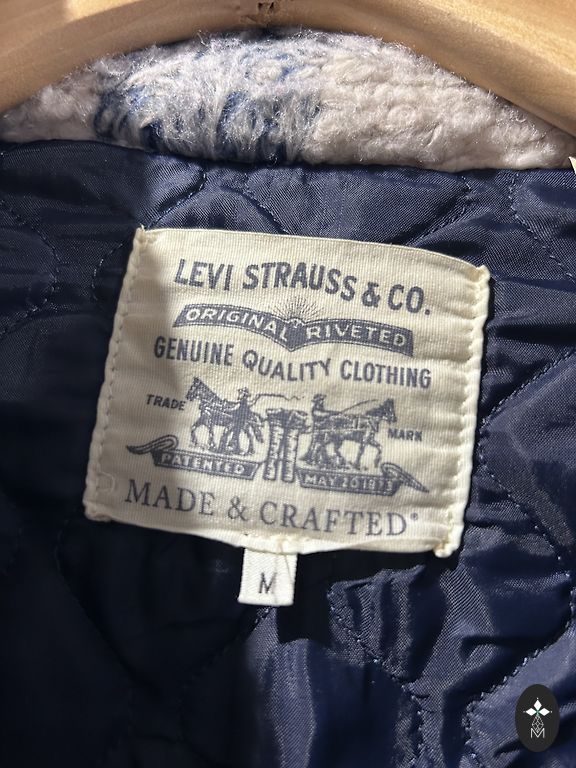 LEVI STRAUSS & CO.
ORIGINAL RIVETED
GENUINE QUALITY CLOTHING
TRADE MARK
PATENTED MAY 20 1873
MADE & CRAFTED®
M
M